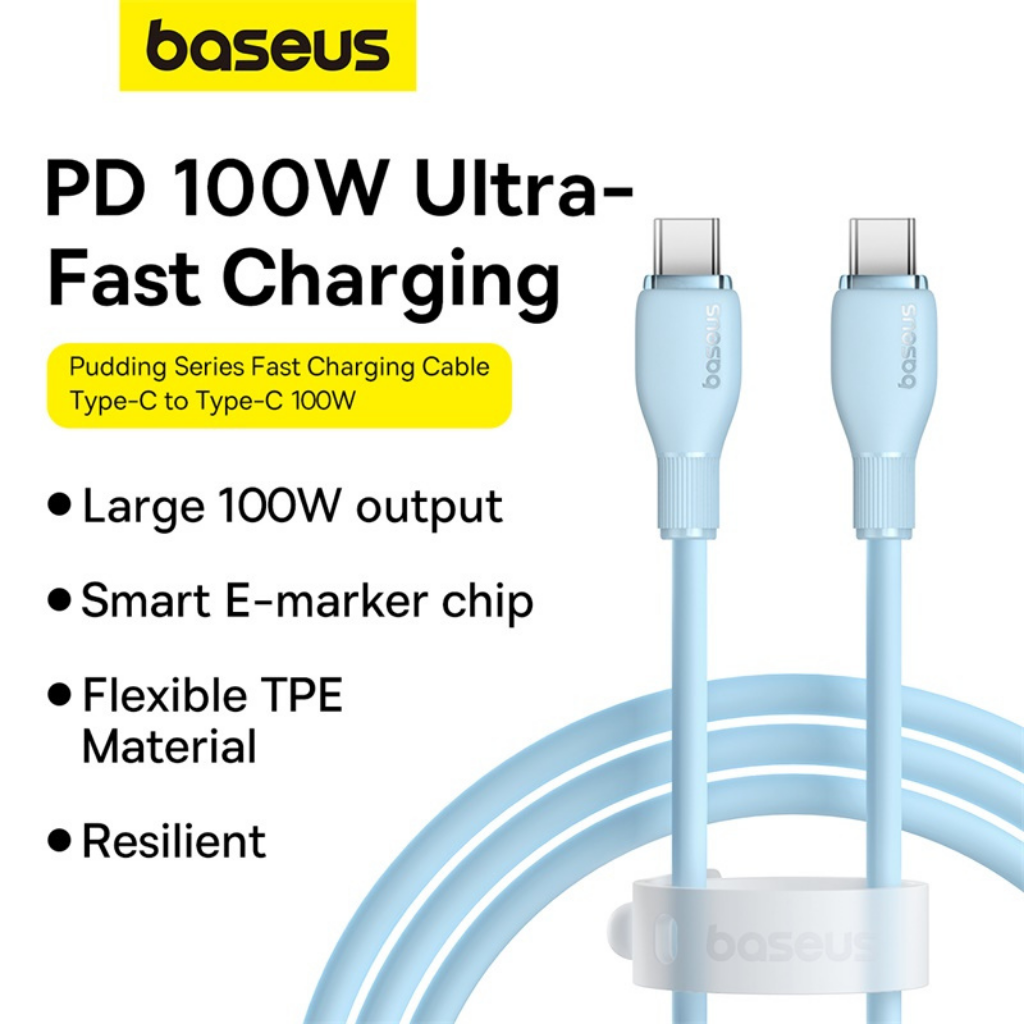 baseus
PD 100W Ultra-
Fast Charging
Pudding Series Fast Charging Cable
Type-C to Type-C 100W
● Large 100W output
● Smart E-marker chip
● Flexible TPE
Material
● Resilient
baseus
baseus
baseus